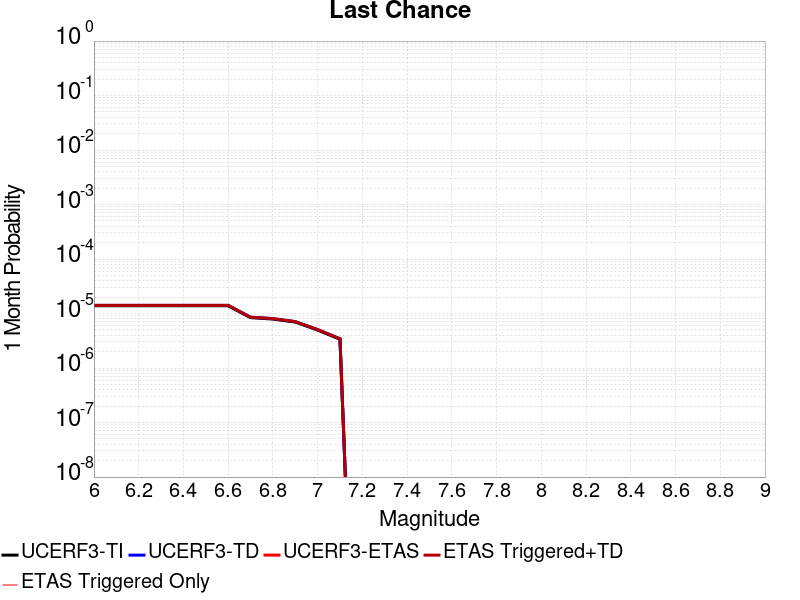 Last Chance
10^0
10^-1
10^-2
10^-3
10^-4
10^-5
10^-6
10^-7
10^-8
1 Month Probability
6 6.2 6.4 6.6 6.8 7 7.2 7.4 7.6 7.8 8 8.2 8.4 8.6 8.8 9
Magnitude
UCERF3-TI UCERF3-TD UCERF3-ETAS ETAS Triggered+TD
ETAS Triggered Only